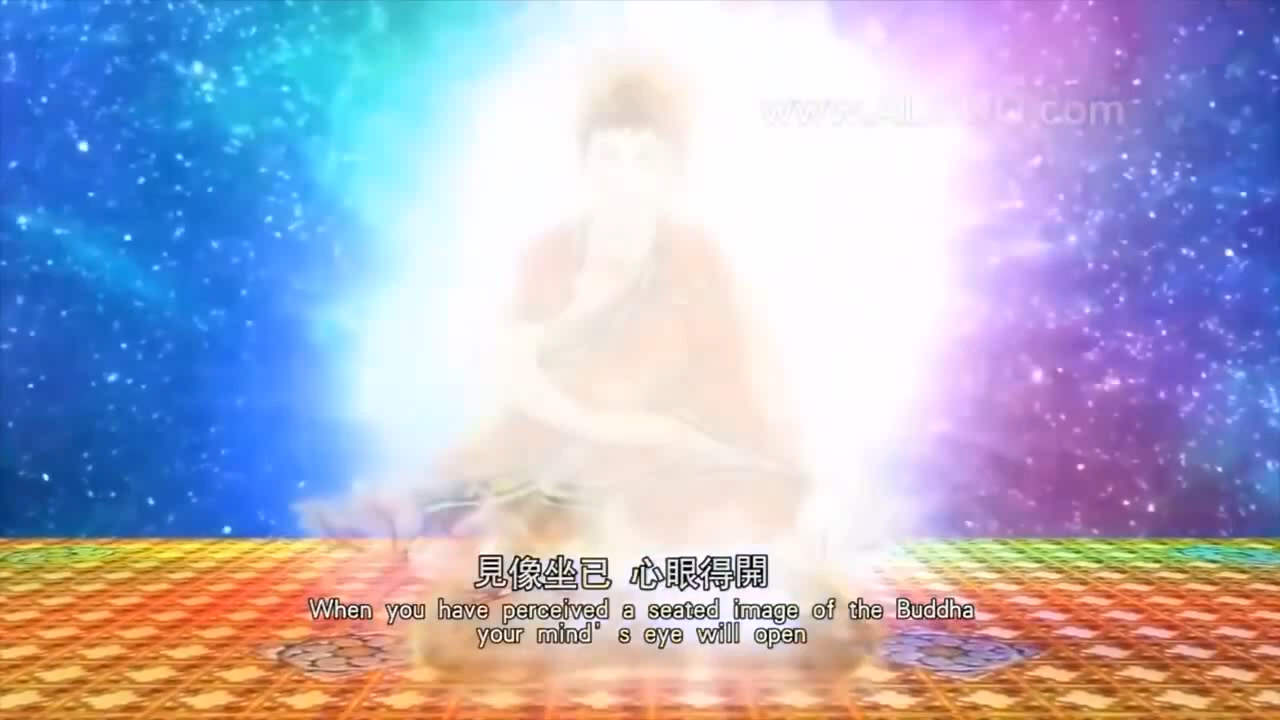 見像坐已 心眼得開
When you have perceived a seated image of the Buddha
your mind's eye will open